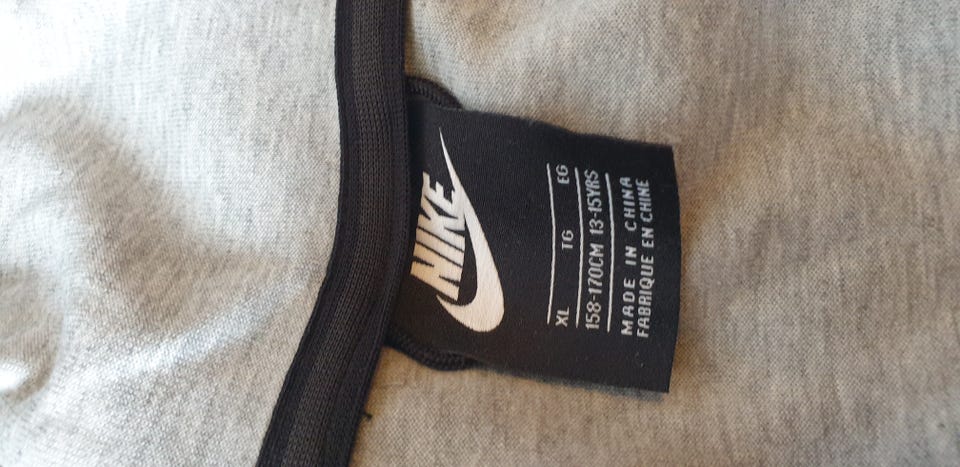 NIKE
XL TG EG
158-170CM 13-15YRS
MADE IN CHINA
FABRIQUE EN CHINE